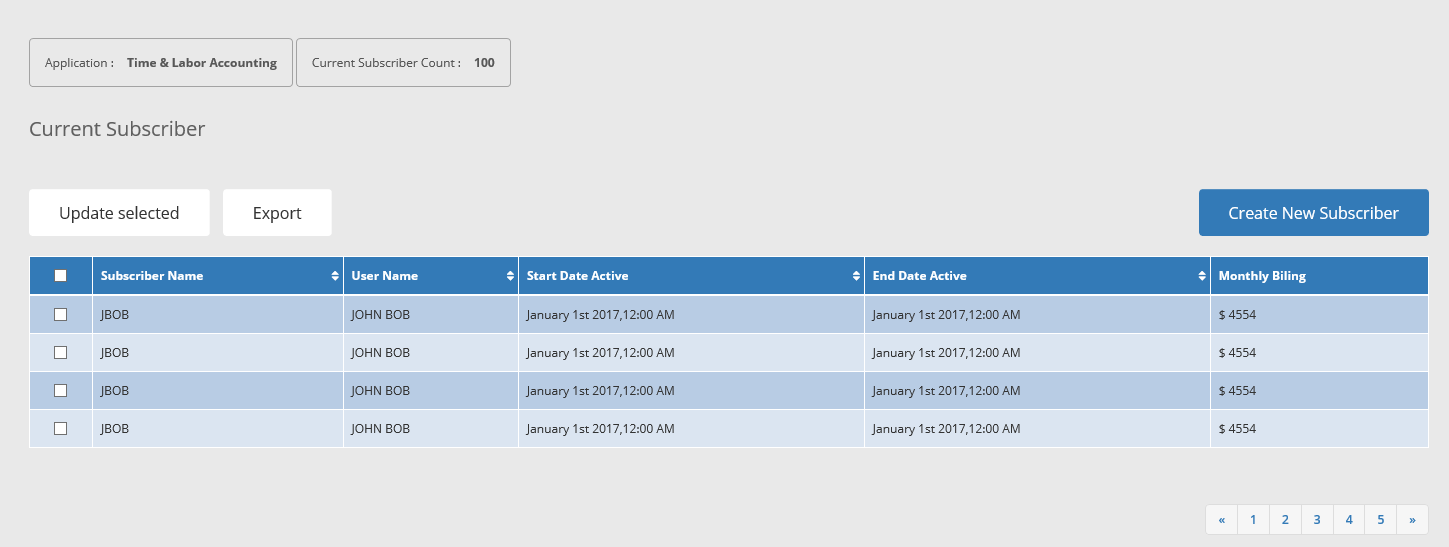 Application : Time & Labor Accounting Current Subscriber Count : 100
Current Subscriber
Update selected Export Create New Subscriber
Subscriber Name User Name Start Date Active End Date Active Monthly Biling
JBOB JOHN BOB January 1st 2017,12:00 AM January 1st 2017,12:00 AM $ 4554
JBOB JOHN BOB January 1st 2017,12:00 AM January 1st 2017,12:00 AM $ 4554
JBOB JOHN BOB January 1st 2017,12:00 AM January 1st 2017,12:00 AM $ 4554
JBOB JOHN BOB January 1st 2017,12:00 AM January 1st 2017,12:00 AM $ 4554
« 1 2 3 4 5 »